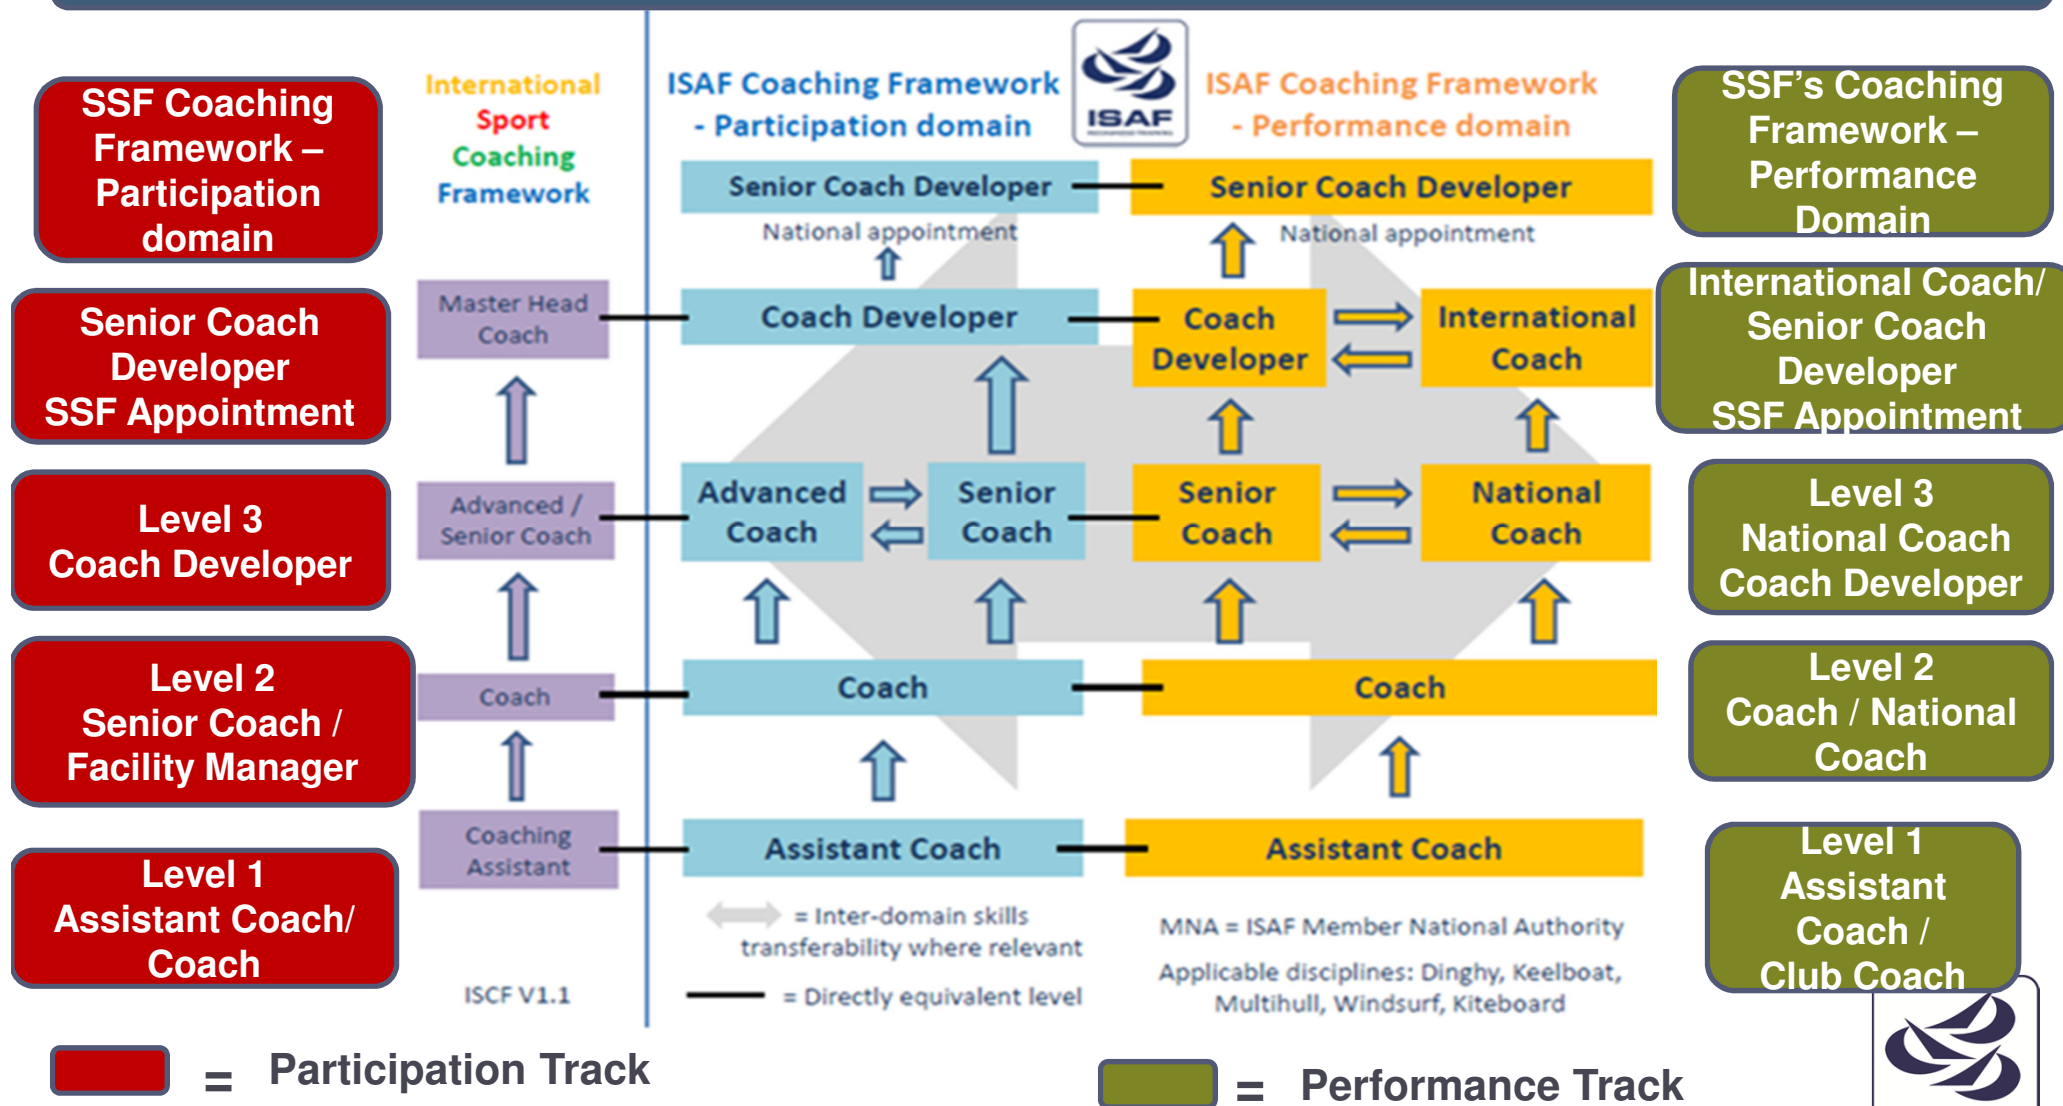 SSF Coaching
Framework –
Participation
domain
Senior Coach
Developer
SSF Appointment
Level 3
Coach Developer
Level 2
Senior Coach /
Facility Manager
Level 1
Assistant Coach/
Coach
International
Sport
Coaching
Framework
Master Head
Coach
Advanced /
Senior Coach
Coach
Coaching
Assistant
ISCF V1.1
ISAF Coaching Framework
- Participation domain
Senior Coach Developer
National appointment
Coach Developer
Advanced
Coach
Senior
Coach
Coach
Assistant Coach
= Inter-domain skills
transferability where relevant
= Directly equivalent level
ISAF
ISAF Coaching Framework
- Performance domain
Senior Coach Developer
National appointment
Coach
Developer
International
Coach
Senior
Coach
National
Coach
Coach
Assistant Coach
MNA = ISAF Member National Authority
Applicable disciplines: Dinghy, Keelboat,
Multihull, Windsurf, Kiteboard
SSF's Coaching
Framework –
Performance
Domain
International Coach/
Senior Coach
Developer
SSF Appointment
Level 3
National Coach
Coach Developer
Level 2
Coach / National
Coach
Level 1
Assistant
Coach /
Club Coach
= Participation Track
= Performance Track